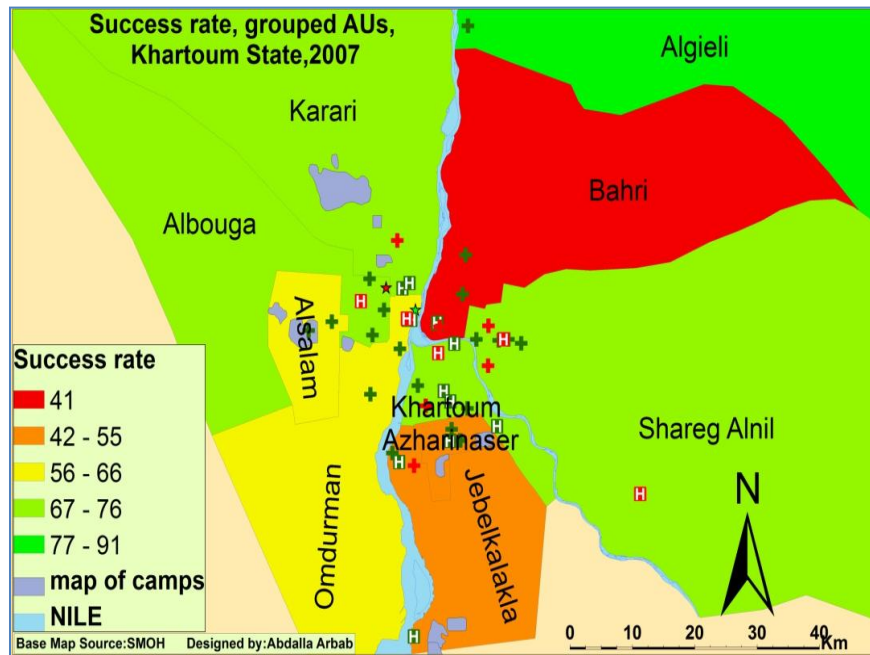 Success rate, grouped AUs,
Khartoum State,2007
Algieli
Karari
Bahri
Albouga
H
H
H
Alsalam
H
H
H
H
H
H
Success rate
41
42 - 55
56 - 66
67 - 76
77 - 91
map of camps
NILE
H
H
Khartoum
Azhannaser
H
H
H
Shareg Alnil
Omdurman
Jebelkalakla
H
N
H
0 10 20 30 40
Km
Base Map Source:SMOH Designed by:Abdalla Arbab